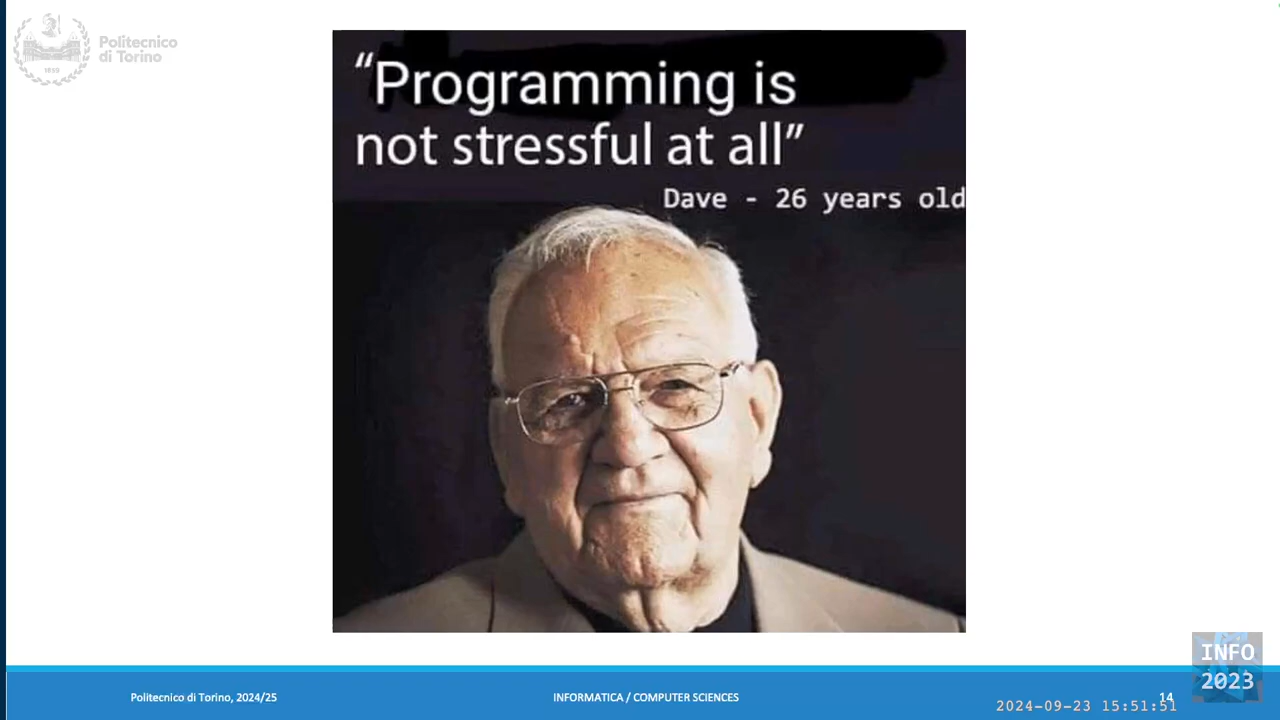 Politecnico
di Torino
1859
“Programming is
not stressful at all”
Dave - 26 years old
INFO
2023
Politecnico di Torino, 2024/25
INFORMATICA / COMPUTER SCIENCES
14
2024-09-23 15:51:51